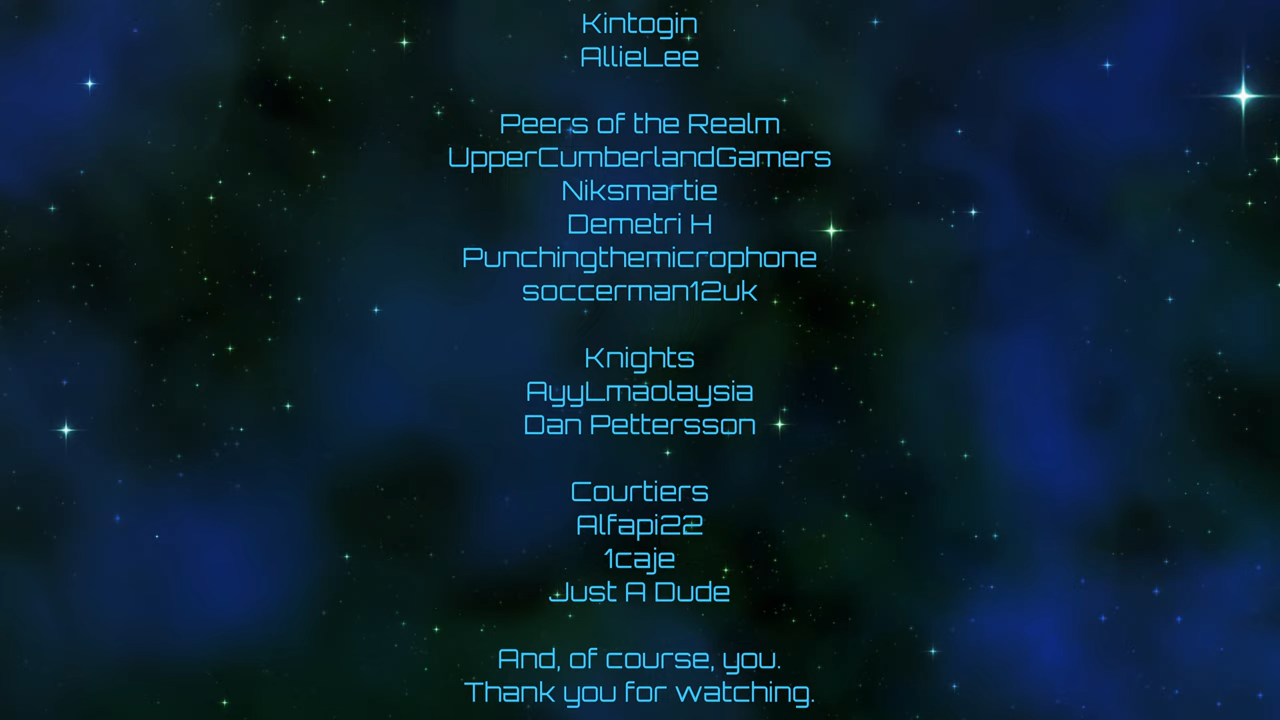 Kintogin
AllieLee
Peers of the Realm
UpperCumberlandGamers
Niksmartie
Demetri H
Punchingthemicrophone
soccerman12uk
Knights
AyyLmaolaysia
Dan Pettersson
Courtiers
Alfapi22
1caje
Just A Dude
And, of course, you.
Thank you for watching.